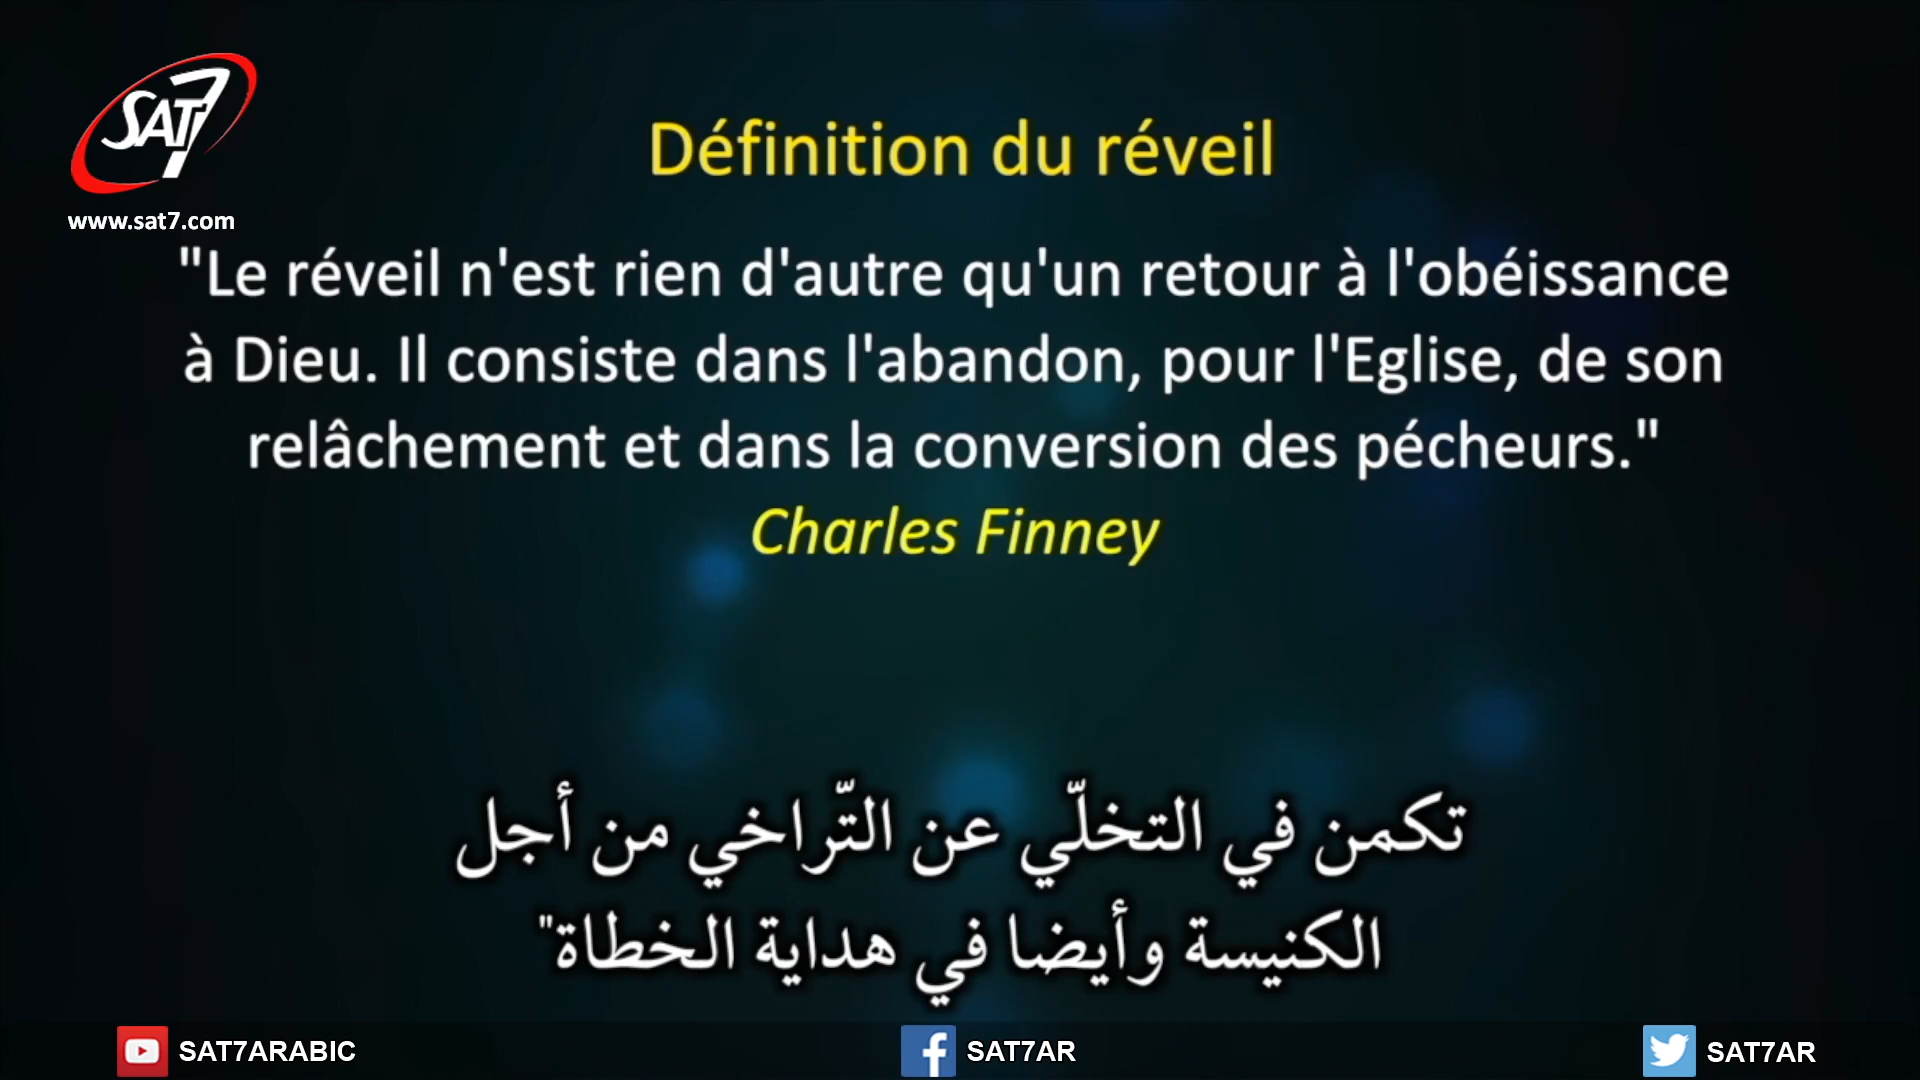 SAT7
www.sat7.com
Définition du réveil
"Le réveil n'est rien d'autre qu'un retour à l'obéissance
à Dieu. Il consiste dans l'abandon, pour l'Eglise, de son
relâchement et dans la conversion des pécheurs."
Charles Finney
تكمن في التخلّي عن التّراخي من أجل
الكنيسة وأيضا في هداية الخطاة"
SAT7ARABIC
SAT7AR
SAT7AR